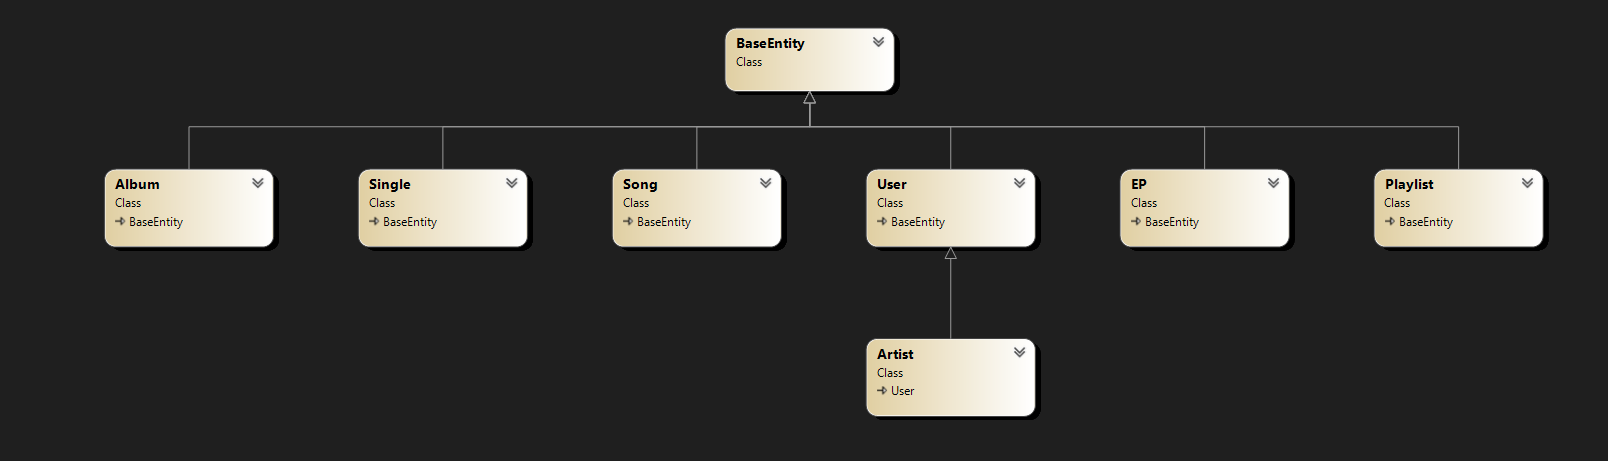 BaseEntity
Class
Album
Class
BaseEntity
Single
Class
BaseEntity
Song
Class
BaseEntity
User
Class
BaseEntity
EP
Class
BaseEntity
Playlist
Class
BaseEntity
Artist
Class
User